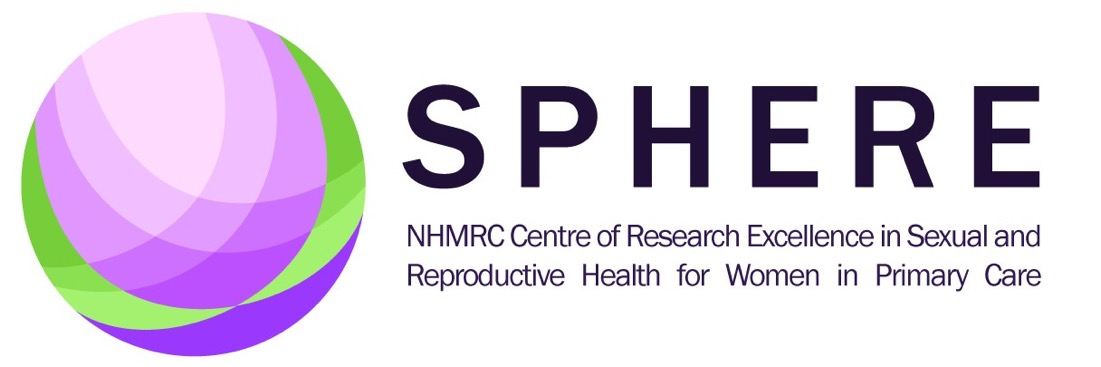 SPHERE
NHMRC Centre of Research Excellence in Sexual and
Reproductive Health for Women in Primary Care